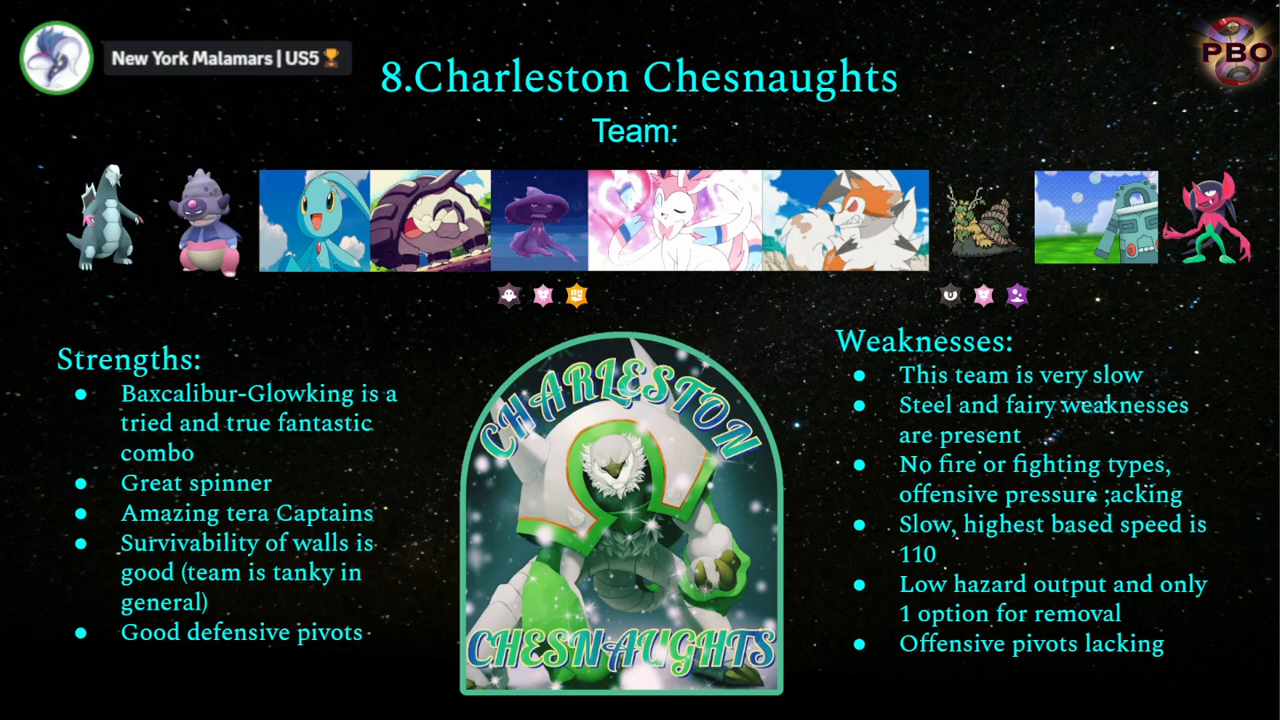 New York Malamars | US5🏆
PBO
8.Charleston Chesnaughts
Team:
Strengths:
● Baxcalibur-Glowking is a
tried and true fantastic
combo
● Great spinner
● Amazing tera Captains
● Survivability of walls is
good (team is tanky in
general)
● Good defensive pivots
CHARLESTON
CHESNAUGHTS
Weaknesses:
● This team is very slow
● Steel and fairy weaknesses
are present
● No fire or fighting types,
offensive pressure ;acking
● Slow, highest based speed is
110
● Low hazard output and only
1 option for removal
● Offensive pivots lacking